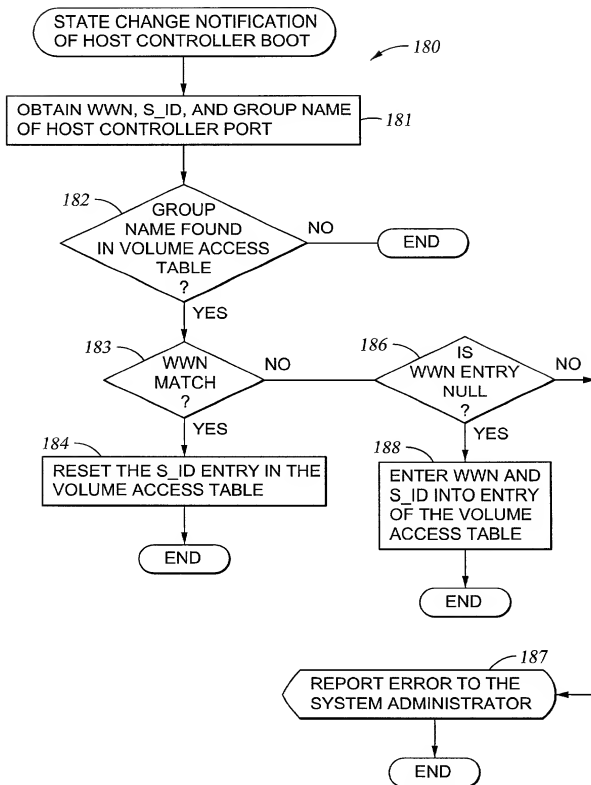 STATE CHANGE NOTIFICATION
OF HOST CONTROLLER BOOT
180
OBTAIN WWN, S_ID, AND GROUP NAME
OF HOST CONTROLLER PORT
181
182
GROUP
NAME FOUND
IN VOLUME ACCESS
TABLE
?
NO
END
YES
183
WWN
MATCH
?
NO
186
IS
WWN ENTRY
NULL
?
NO
YES
YES
184
RESET THE S_ID ENTRY IN THE
VOLUME ACCESS TABLE
END
188
ENTER WWN AND
S_ID INTO ENTRY
OF THE VOLUME
ACCESS TABLE
END
187
REPORT ERROR TO THE
SYSTEM ADMINISTRATOR
END